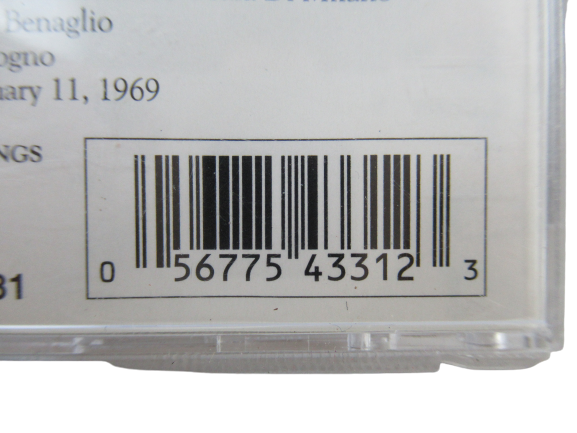 Benaglio
ogno
uary 11, 1969
NGS
31
0 56775 43312 3